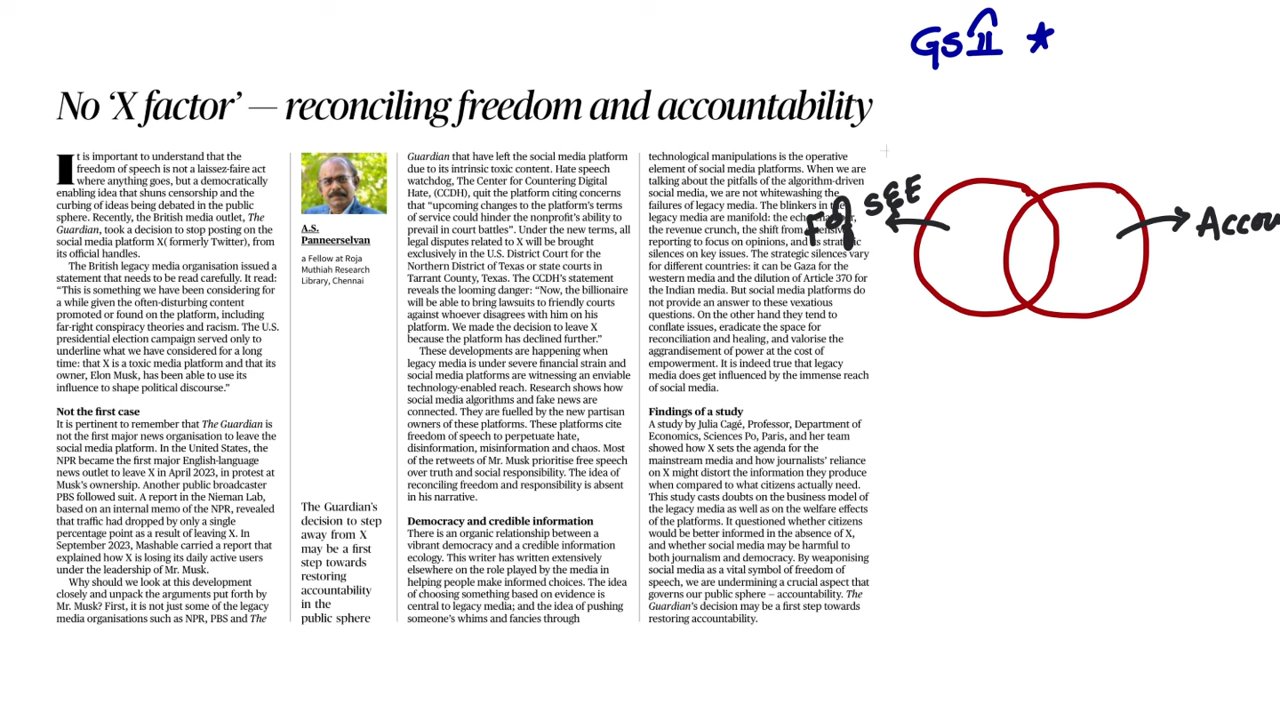 GS II ★
No ‘X factor’ — reconciling freedom and accountability
It is important to understand that the
freedom of speech is not a laissez-faire act
where anything goes, but a democratically
enabling idea that shuns censorship and the
curbing of ideas being debated in the public
sphere. Recently, the British media outlet, The
Guardian, took a decision to stop posting on the
social media platform X( formerly Twitter), from
its official handles.
The British legacy media organisation issued a
statement that needs to be read carefully. It read:
“This is something we have been considering for
a while given the often-disturbing content
promoted or found on the platform, including
far-right conspiracy theories and racism. The U.S.
presidential election campaign served only to
underline what we have considered for a long
time: that X is a toxic media platform and that its
owner, Elon Musk, has been able to use its
influence to shape political discourse.”
Not the first case
It is pertinent to remember that The Guardian is
not the first major news organisation to leave the
social media platform. In the United States, the
NPR became the first major English-language
news outlet to leave X in April 2023, in protest at
Musk’s ownership. Another public broadcaster
PBS followed suit. A report in the Nieman Lab,
based on an internal memo of the NPR, revealed
that traffic had dropped by only a single
percentage point as a result of leaving X. In
September 2023, Mashable carried a report that
explained how X is losing its daily active users
under the leadership of Mr. Musk.
Why should we look at this development
closely and unpack the arguments put forth by
Mr. Musk? First, it is not just some of the legacy
media organisations such as NPR, PBS and The
A.S.
Panneerselvan
a Fellow at Roja
Muthiah Research
Library, Chennai
The Guardian’s
decision to step
away from X
may be a first
step towards
restoring
accountability
in the
public sphere
Guardian that have left the social media platform
due to its intrinsic toxic content. Hate speech
watchdog, The Center for Countering Digital
Hate, (CCDH), quit the platform citing concerns
that “upcoming changes to the platform’s terms
of service could hinder the nonprofit’s ability to
prevail in court battles”. Under the new terms, all
legal disputes related to X will be brought
exclusively in the U.S. District Court for the
Northern District of Texas or state courts in
Tarrant County, Texas. The CCDH’s statement
reveals the looming danger: “Now, the billionaire
will be able to bring lawsuits to friendly courts
against whoever disagrees with him on his
platform. We made the decision to leave X
because the platform has declined further.”
These developments are happening when
legacy media is under severe financial strain and
social media platforms are witnessing an enviable
technology-enabled reach. Research shows how
social media algorithms and fake news are
connected. They are fuelled by the new partisan
owners of these platforms. These platforms cite
freedom of speech to perpetuate hate,
disinformation, misinformation and chaos. Most
of the retweets of Mr. Musk prioritise free speech
over truth and social responsibility. The idea of
reconciling freedom and responsibility is absent
in his narrative.
Democracy and credible information
There is an organic relationship between a
vibrant democracy and a credible information
ecology. This writer has written extensively
elsewhere on the role played by the media in
helping people make informed choices. The idea
of choosing something based on evidence is
central to legacy media; and the idea of pushing
someone’s whims and fancies through
technological manipulations is the operative
element of social media platforms. When we are
talking about the pitfalls of the algorithm-driven
social media, we are not whitewashing the
failures of legacy media. The blinkers in
legacy media are manifold: the echo
the revenue crunch, the shift from
reporting to focus on opinions, and its
silences on key issues. The strategic silences vary
for different countries: it can be Gaza for the
western media and the dilution of Article 370 for
the Indian media. But social media platforms do
not provide an answer to these vexatious
questions. On the other hand they tend to
conflate issues, eradicate the space for
reconciliation and healing, and valorise the
aggrandisement of power at the cost of
empowerment. It is indeed true that legacy
media does get influenced by the immense reach
of social media.
Findings of a study
A study by Julia Cagé, Professor, Department of
Economics, Sciences Po, Paris, and her team
showed how X sets the agenda for the
mainstream media and how journalists’ reliance
on X might distort the information they produce
when compared to what citizens actually need.
This study casts doubts on the business model of
the legacy media as well as on the welfare effects
of the platforms. It questioned whether citizens
would be better informed in the absence of X,
and whether social media may be harmful to
both journalism and democracy. By weaponising
social media as a vital symbol of freedom of
speech, we are undermining a crucial aspect that
governs our public sphere — accountability. The
Guardian’s decision may be a first step towards
restoring accountability.
S&E
Accou